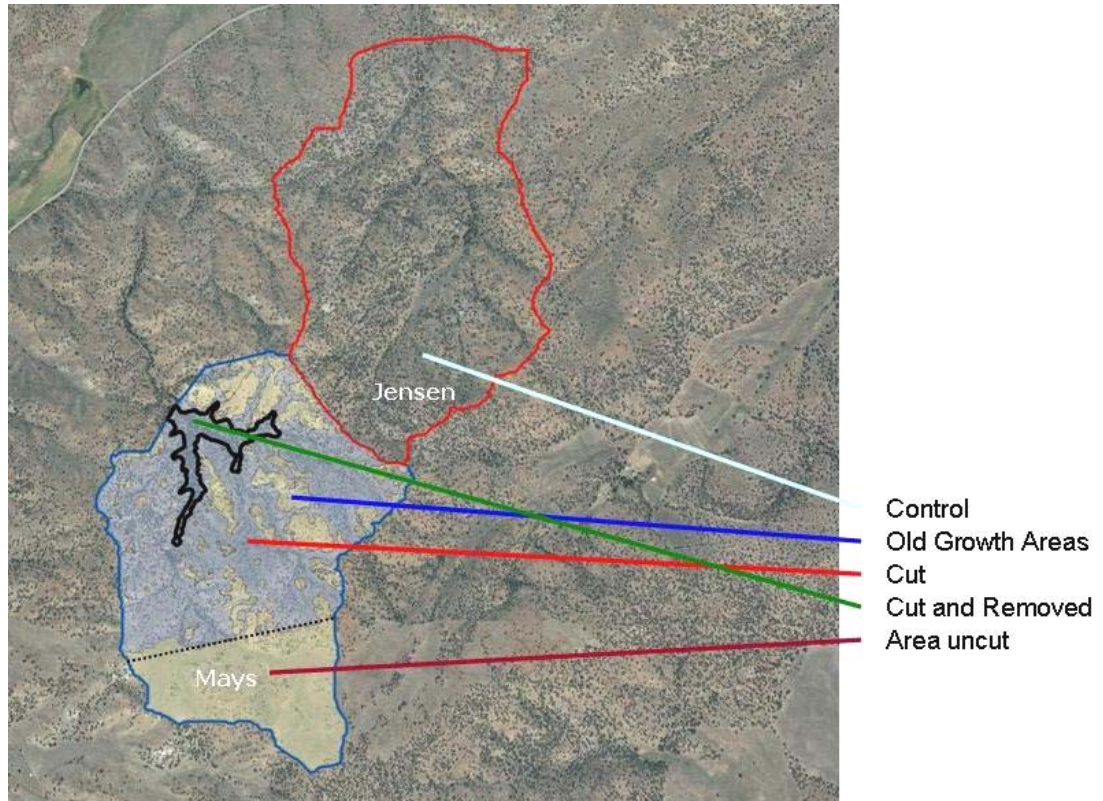 Jensen
Mays
Control
Old Growth Areas
Cut
Cut and Removed
Area uncut